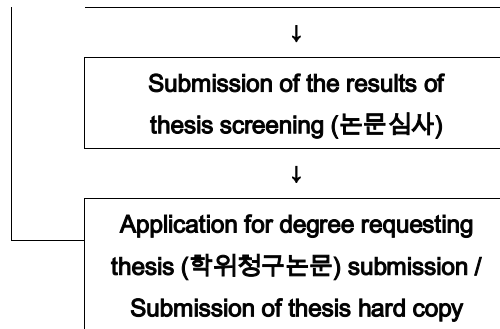 ↓
Submission of the results of
thesis screening (논문심사)
↓
Application for degree requesting
thesis (학위청구논문) submission /
Submission of thesis hard copy